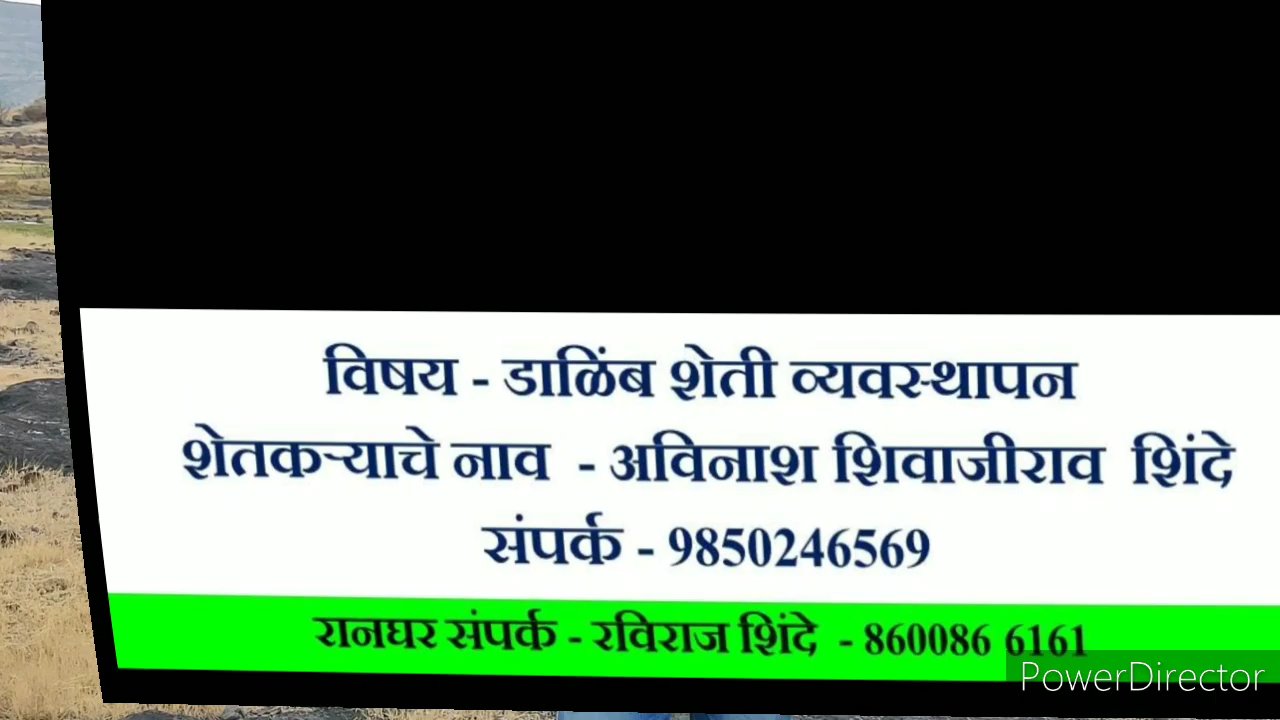 विषय - डाळिंब शेती व्यवस्थापन
शेतकऱ्याचे नाव - अविनाश शिवाजीराव शिंदे
संपर्क - 9850246569
रानघर संपर्क - रविराज शिंदे - 860086 6161
PowerDirector